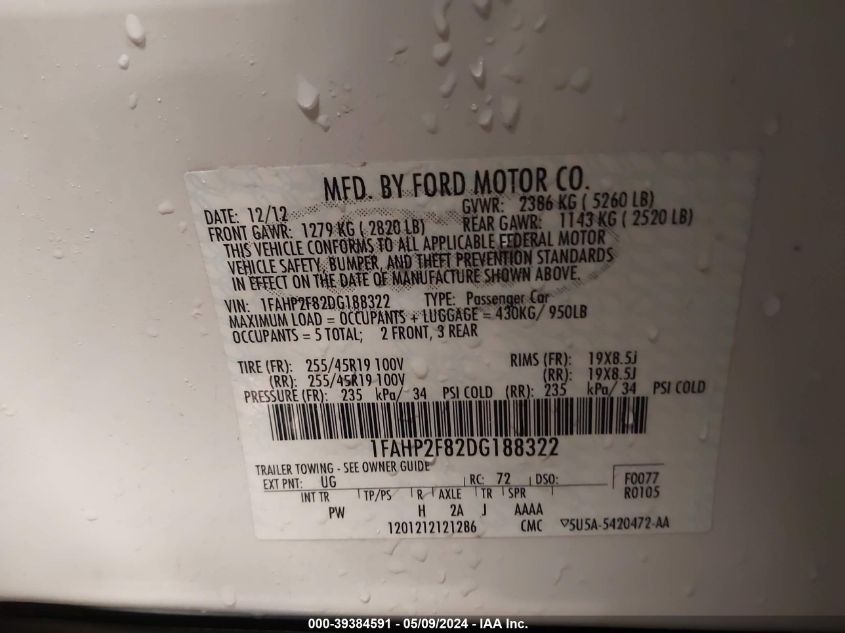 MFD. BY FORD MOTOR CO.
DATE: 12/12 GVWR: 2386 KG ( 5260 LB)
FRONT GAWR: 1279 KG ( 2820 LB) REAR GAWR: 1143 KG ( 2520 LB)
THIS VEHICLE CONFORMS TO ALL APPLICABLE FEDERAL MOTOR
VEHICLE SAFETY, BUMPER, AND THEFT PREVENTION STANDARDS
IN EFFECT ON THE DATE OF MANUFACTURE SHOWN ABOVE.
VIN: 1FAHP2F82DG188322 TYPE: Passenger Car
MAXIMUM LOAD = OCCUPANTS + LUGGAGE = 430KG/ 950LB
OCCUPANTS = 5 TOTAL; 2 FRONT, 3 REAR
TIRE (FR): 255/45R19 100V RIMS (FR): 19X8.5J
(RR): 255/45R19 100V (RR): 19X8.5J
PRESSURE (FR): 235 kPa/ 34 PSI COLD (RR): 235 kPa/ 34 PSI COLD
1FAHP2F82DG188322
TRAILER TOWING - SEE OWNER GUIDE
EXT PNT: UG RC: 72 DSO: F0077
INT TR TP/PS R AXLE TR SPR R0105
PW H 2A J AAAA
1201212121286 CMC ▽5U5A-5420472-AA
000-39384591 - 05/09/2024 - IAA Inc.